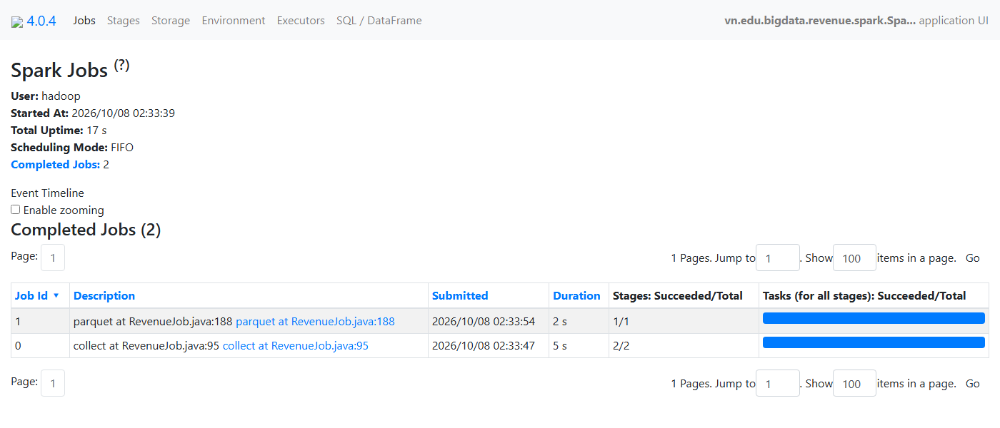 4.0.4 Jobs Stages Storage Environment Executors SQL / DataFrame vn.edu.bigdata.revenue.spark.Spa... application UI
Spark Jobs (?)
User: hadoop
Started At: 2026/10/08 02:33:39
Total Uptime: 17 s
Scheduling Mode: FIFO
Completed Jobs: 2
Event Timeline
Enable zooming
Completed Jobs (2)
Page: 1 1 Pages. Jump to 1 . Show 100 items in a page. Go
Job Id ▾ Description Submitted Duration Stages: Succeeded/Total Tasks (for all stages): Succeeded/Total
1 parquet at RevenueJob.java:188 parquet at RevenueJob.java:188 2026/10/08 02:33:54 2 s 1/1
0 collect at RevenueJob.java:95 collect at RevenueJob.java:95 2026/10/08 02:33:47 5 s 2/2
Page: 1 1 Pages. Jump to 1 . Show 100 items in a page. Go